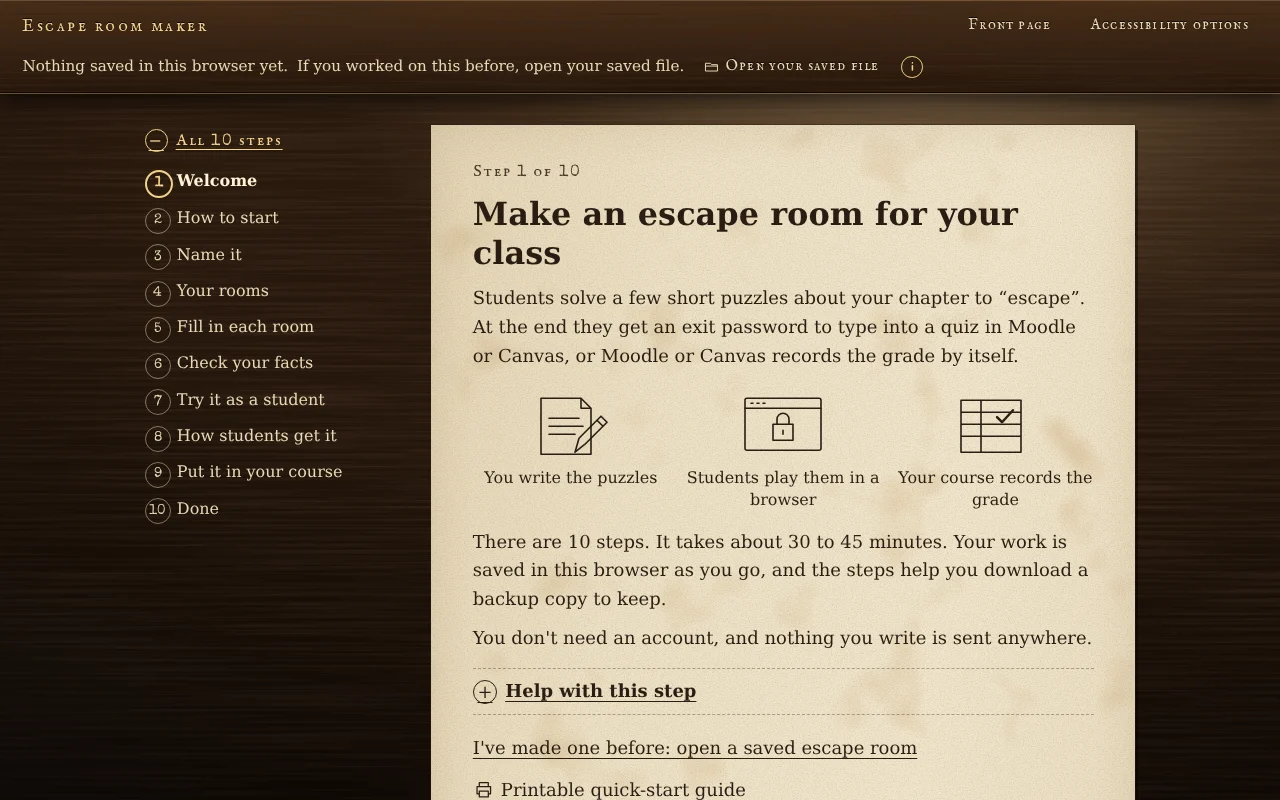 Escape room maker
Front page
Accessibility options
Nothing saved in this browser yet. If you worked on this before, open your saved file.
Open your saved file
i
All 10 steps
1 Welcome
2 How to start
3 Name it
4 Your rooms
5 Fill in each room
6 Check your facts
7 Try it as a student
8 How students get it
9 Put it in your course
10 Done
Step 1 of 10
Make an escape room for your
class
Students solve a few short puzzles about your chapter to “escape”.
At the end they get an exit password to type into a quiz in Moodle
or Canvas, or Moodle or Canvas records the grade by itself.
You write the puzzles
Students play them in a
browser
Your course records the
grade
There are 10 steps. It takes about 30 to 45 minutes. Your work is
saved in this browser as you go, and the steps help you download a
backup copy to keep.
You don't need an account, and nothing you write is sent anywhere.
Help with this step
I've made one before: open a saved escape room
Printable quick-start guide